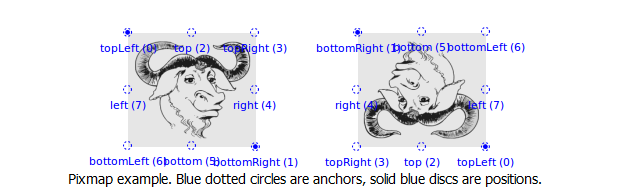 topLeft (0) top (2) topRight (3) bottomRight (1) bottom (5) bottomLeft (6)
left (7) right (4) right (4) left (7)
bottomLeft (6) bottom (5) bottomRight (1) topRight (3) top (2) topLeft (0)
Pixmap example. Blue dotted circles are anchors, solid blue discs are positions.